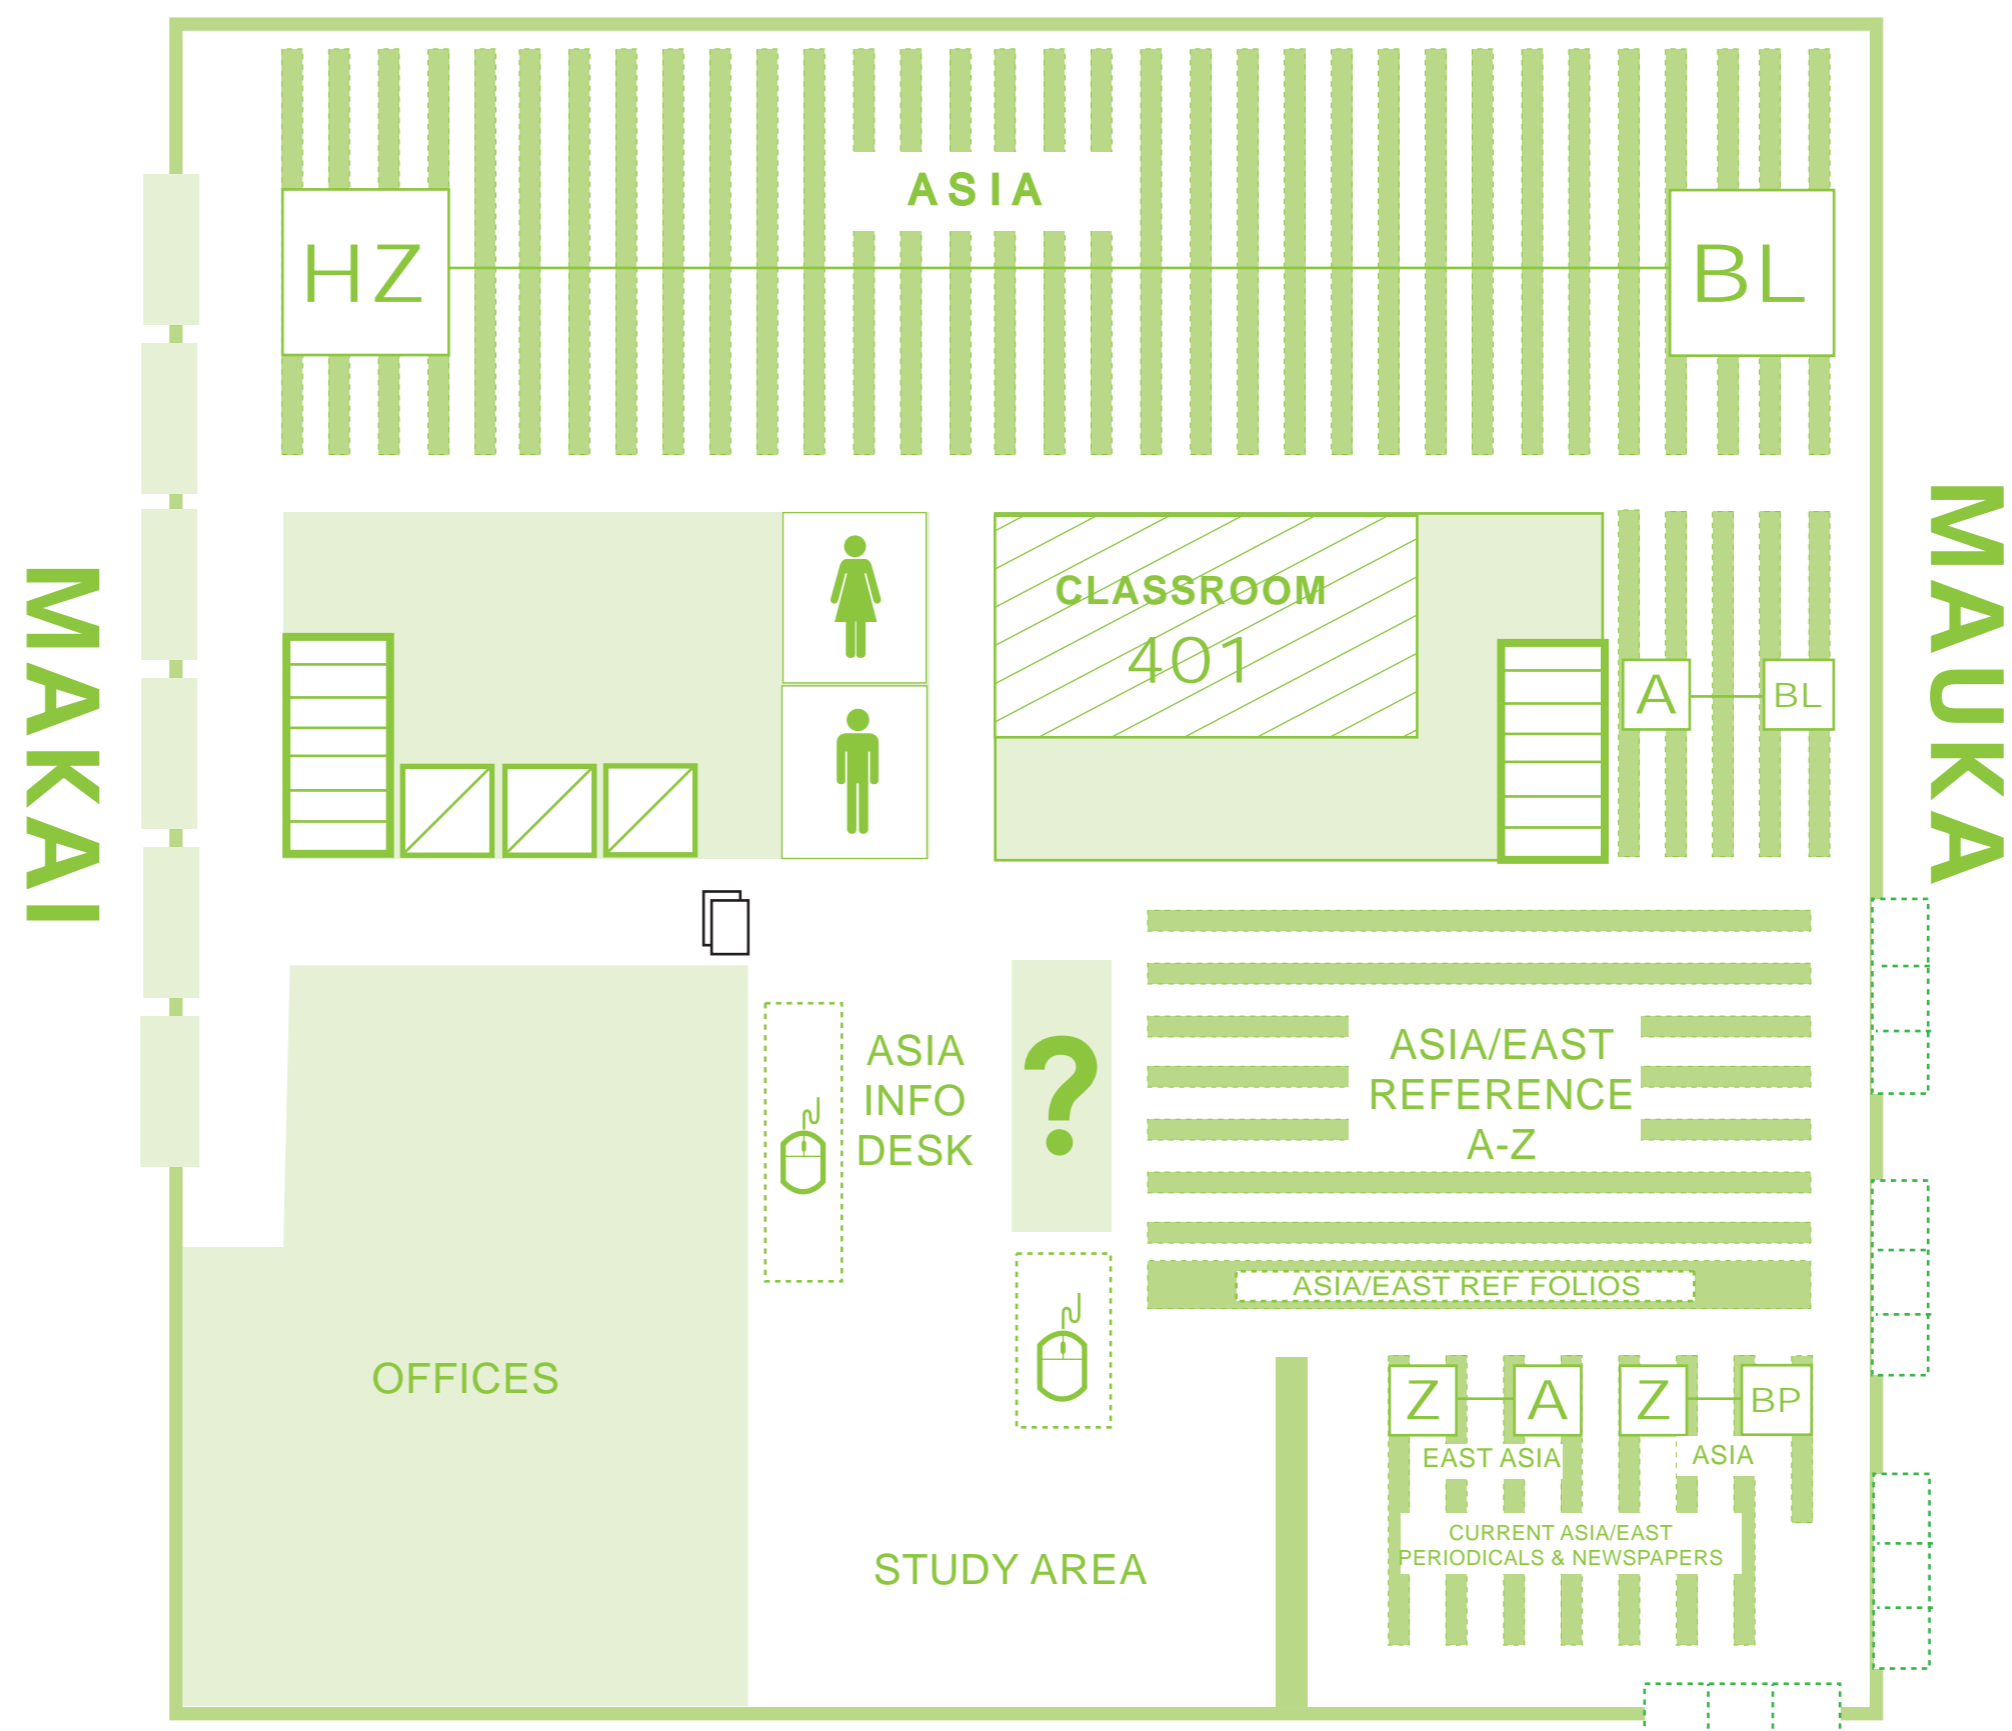 ASIA
HZ
BL
MAKAI
MAUKA
CLASSROOM
401
A
BL
ASIA
INFO
DESK
?
ASIA/EAST
REFERENCE
A-Z
ASIA/EAST REF FOLIOS
OFFICES
Z
A
Z
BP
EAST ASIA
ASIA
CURRENT ASIA/EAST
PERIODICALS & NEWSPAPERS
STUDY AREA